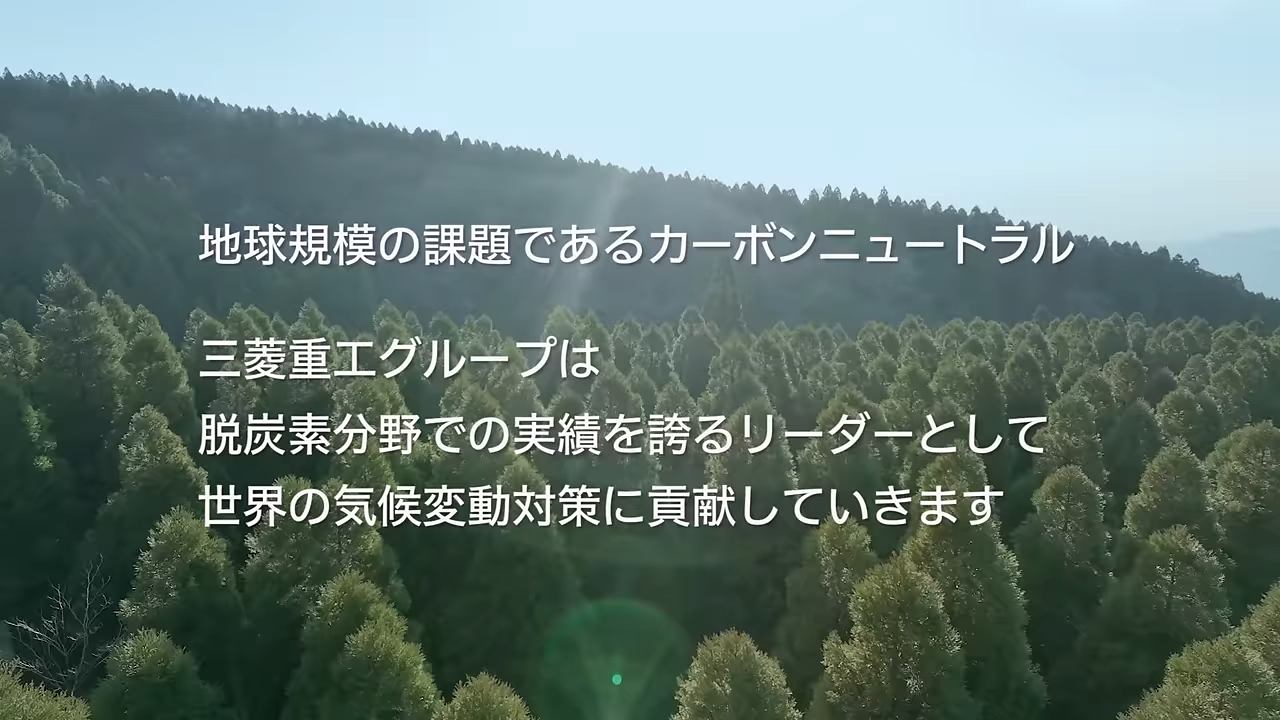 地球規模の課題であるカーボンニュートラル
三菱重工グループは
脱炭素分野での実績を誇るリーダーとして
世界の気候変動対策に貢献していきます